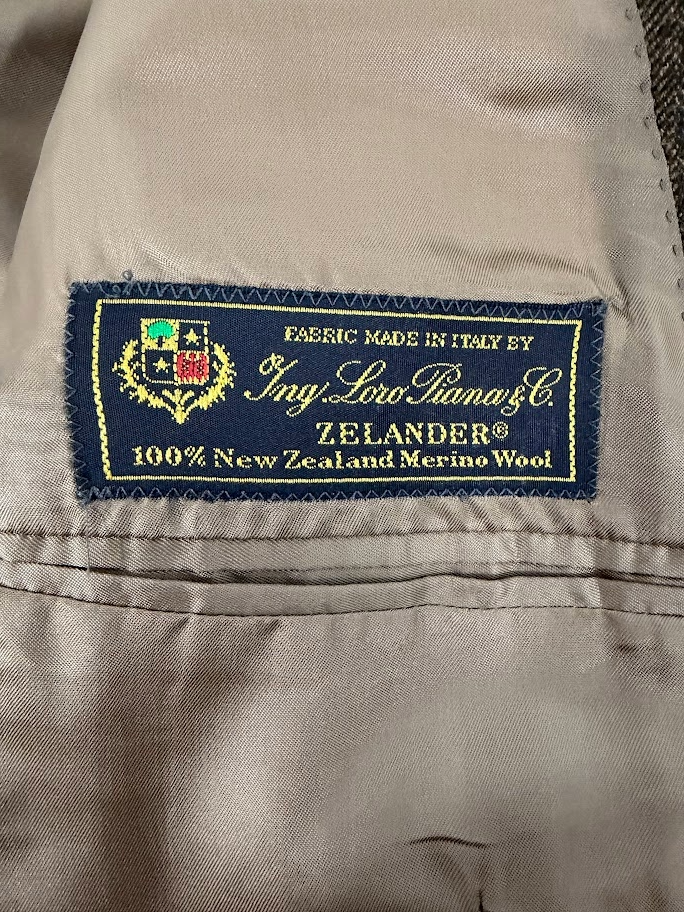 FABRIC MADE IN ITALY BY
Ing Loro Piana & C.
ZELANDER®
100% New Zealand Merino Wool